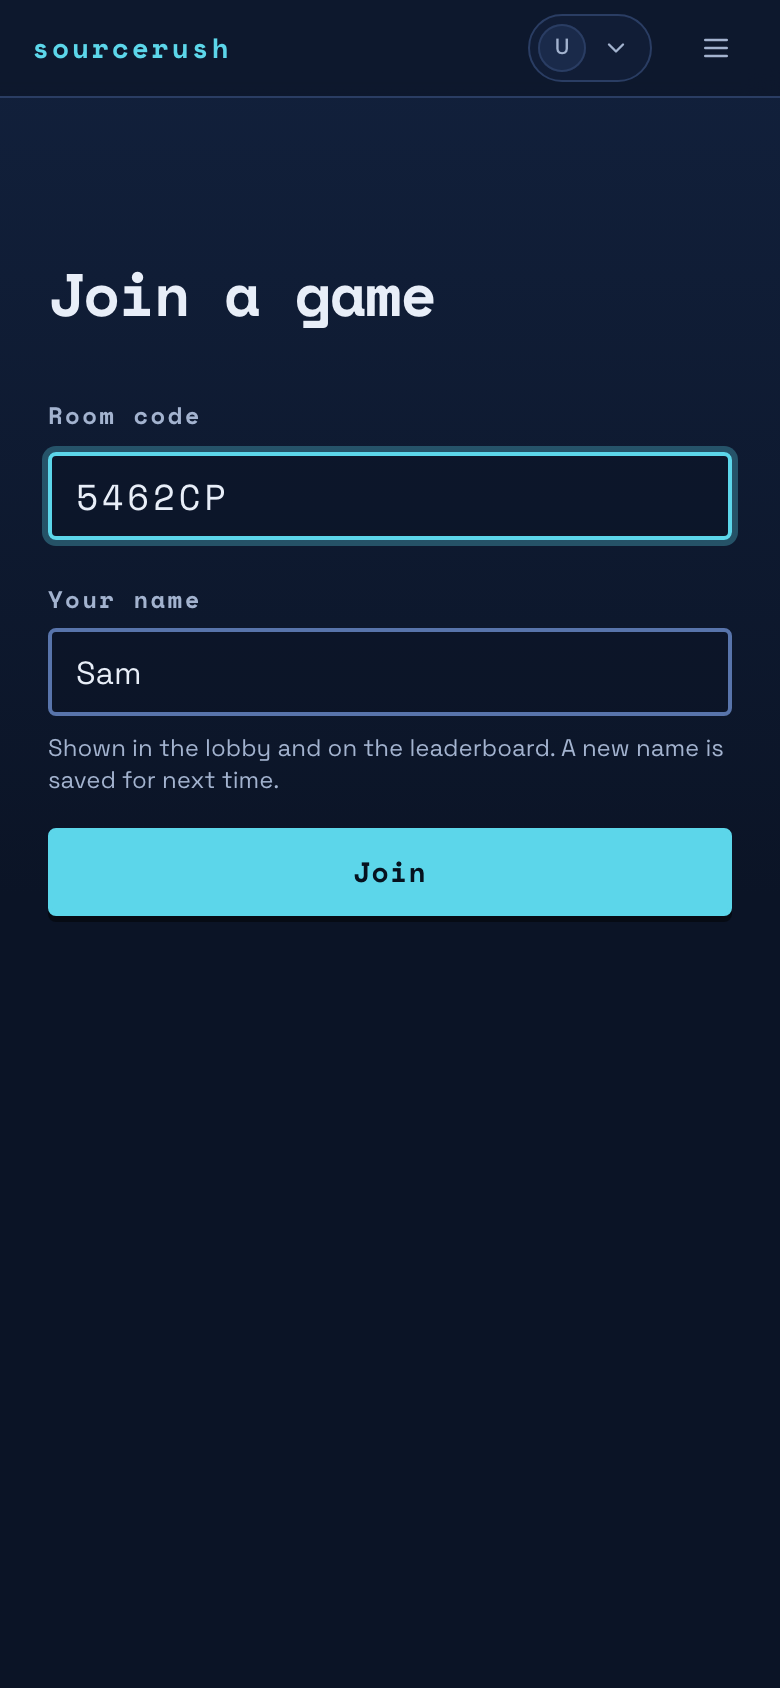 sourcerush
U
Join a game
Room code
5462CP
Your name
Sam
Shown in the lobby and on the leaderboard. A new name is
saved for next time.
Join